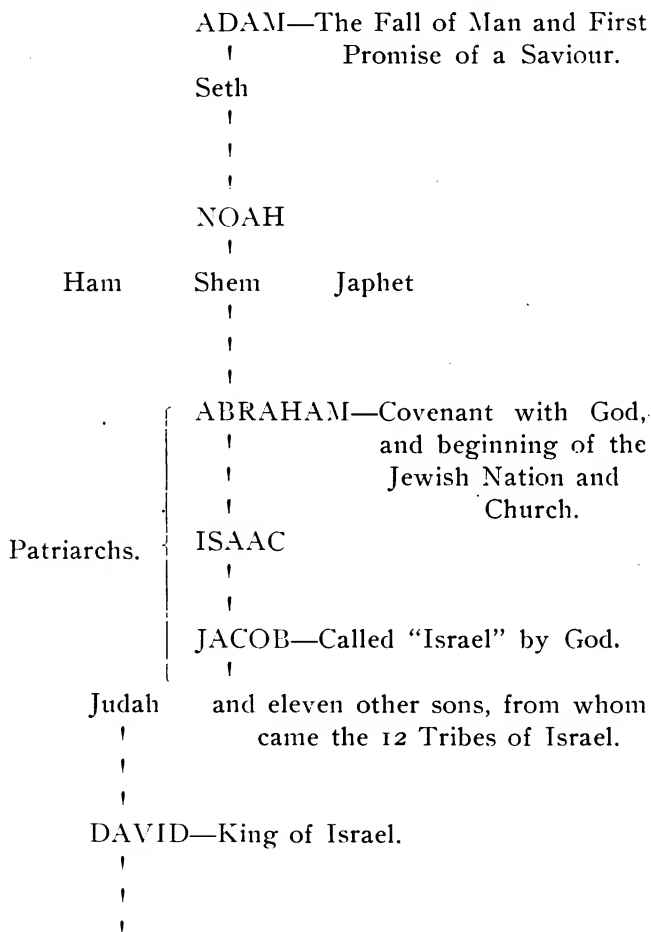 ADAM—The Fall of Man and First
Promise of a Saviour.
Seth
NOAH
Ham Shem Japhet
ABRAHAM—Covenant with God,
and beginning of the
Jewish Nation and
Church.
Patriarchs. ISAAC
JACOB—Called “Israel” by God.
Judah and eleven other sons, from whom
came the 12 Tribes of Israel.
DAVID—King of Israel.